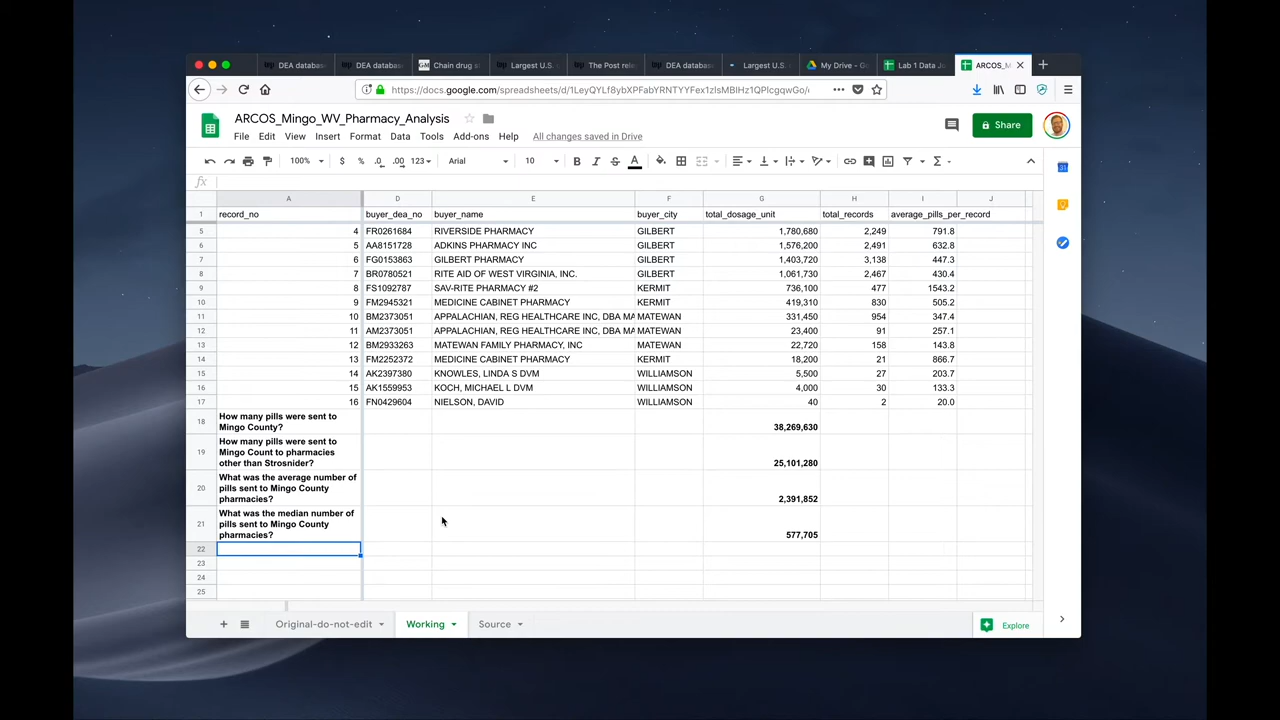 DEA databas
DEA databas
GM Chain drug s
Largest U.S.
The Post rele
DEA databas
Largest U.S.
My Drive - G
Lab 1 Data Jo
ARCOS_M
ARCOS_Mingo_WV_Pharmacy_Analysis
File Edit View Insert Format Data Tools Add-ons Help All changes saved in Drive
Share
100% $ % .0 .00 123 Arial 10 B I S A Σ
fx
A D E F G H I J
1 record_no buyer_dea_no buyer_name buyer_city total_dosage_unit total_records average_pills_per_record
5 4 FR0261684 RIVERSIDE PHARMACY GILBERT 1,780,680 2,249 791.8
6 5 AA8151728 ADKINS PHARMACY INC GILBERT 1,576,200 2,491 632.8
7 6 FG0153863 GILBERT PHARMACY GILBERT 1,403,720 3,138 447.3
8 7 BR0780521 RITE AID OF WEST VIRGINIA, INC. GILBERT 1,061,730 2,467 430.4
9 8 FS1092787 SAV-RITE PHARMACY #2 KERMIT 736,100 477 1543.2
10 9 FM2945321 MEDICINE CABINET PHARMACY KERMIT 419,310 830 505.2
11 10 BM2373051 APPALACHIAN, REG HEALTHCARE INC, DBA MA MATEWAN 331,450 954 347.4
12 11 AM2373051 APPALACHIAN, REG HEALTHCARE INC, DBA MA MATEWAN 23,400 91 257.1
13 12 BM2933263 MATEWAN FAMILY PHARMACY, INC MATEWAN 22,720 158 143.8
14 13 FM2252372 MEDICINE CABINET PHARMACY KERMIT 18,200 21 866.7
15 14 AK2397380 KNOWLES, LINDA S DVM WILLIAMSON 5,500 27 203.7
16 15 AK1559953 KOCH, MICHAEL L DVM WILLIAMSON 4,000 30 133.3
17 16 FN0429604 NIELSON, DAVID WILLIAMSON 40 2 20.0
18 How many pills were sent to
Mingo County? 38,269,630
19 How many pills were sent to
Mingo Count to pharmacies
other than Strosnider? 25,101,280
20 What was the average number of
pills sent to Mingo County
pharmacies? 2,391,852
21 What was the median number of
pills sent to Mingo County
pharmacies? 577,705
22
23
24
25
Original-do-not-edit Working Source Explore